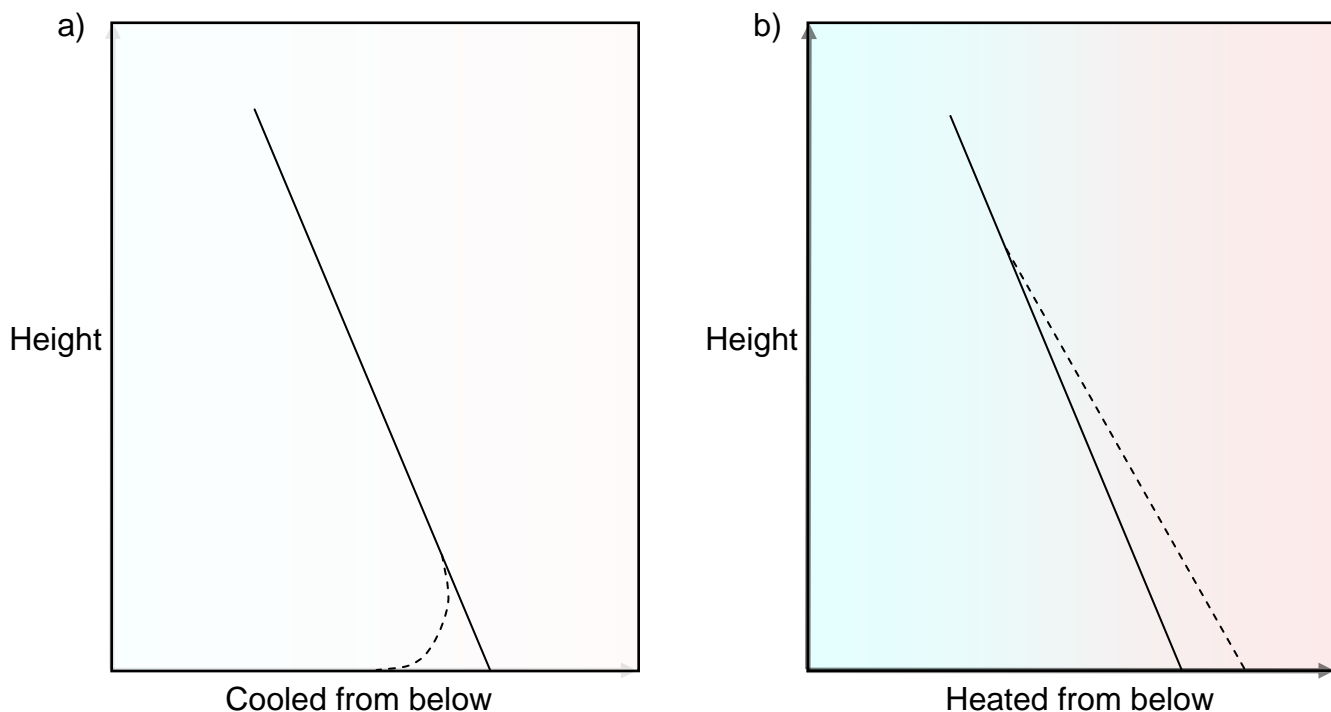 a)
Height
Cooled from below
b)
Height
Heated from below